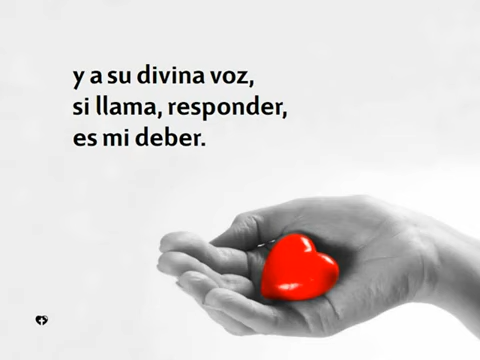 y a su divina voz,
si llama, responder,
es mi deber.